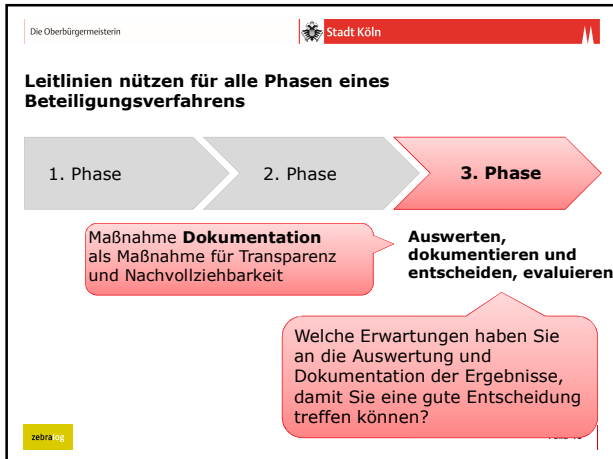 Die Oberbürgermeisterin
Stadt Köln
Leitlinien nützen für alle Phasen eines
Beteiligungsverfahrens
1. Phase
2. Phase
3. Phase
Maßnahme Dokumentation
als Maßnahme für Transparenz
und Nachvollziehbarkeit
Auswerten,
dokumentieren und
entscheiden, evaluieren
Welche Erwartungen haben Sie
an die Auswertung und
Dokumentation der Ergebnisse,
damit Sie eine gute Entscheidung
treffen können?
zebralog